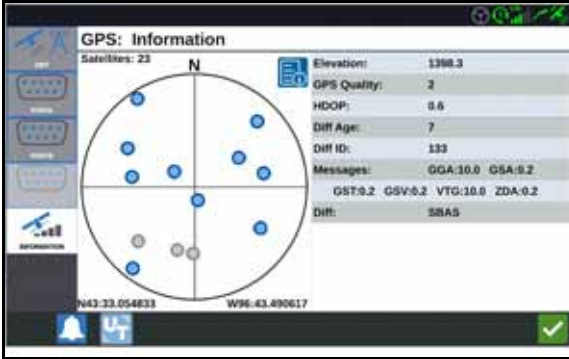 GPS: Information
Satellites: 23
N
Elevation: 1398.3
GPS Quality: 2
HDOP: 0.6
Diff Age: 7
Diff ID: 133
Messages: GGA:10.0 GSA:0.2
GST:0.2 GSV:0.2 VTG:10.0 ZDA:0.2
Diff: SBAS
INFORMATION
N43:33.054833 W96:43.490617
UT